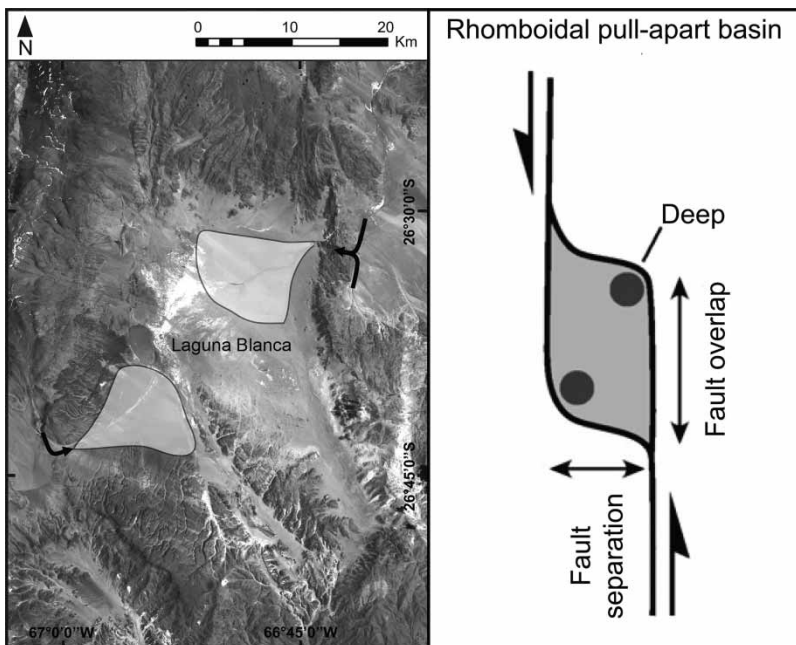 0 10 20
Km
N
26°30'0"S
Laguna Blanca
26°45'0"S
67°0'0"W 66°45'0"W
Rhomboidal pull-apart basin
Deep
Fault overlap
Fault
separation